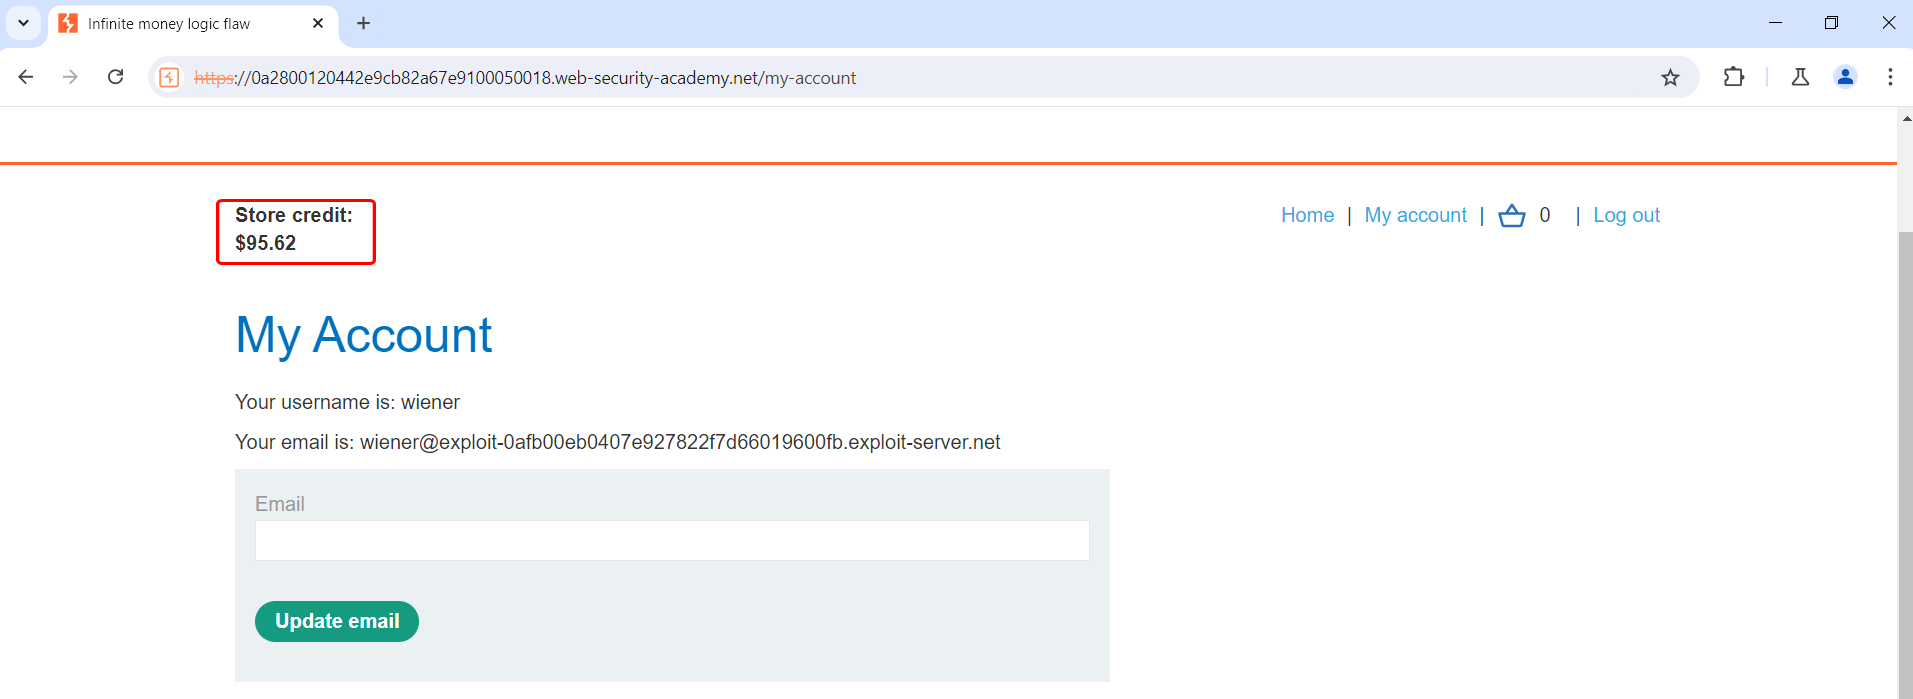 Infinite money logic flaw
https://0a2800120442e9cb82a67e9100050018.web-security-academy.net/my-account
Store credit:
$95.62
Home | My account | 0 | Log out
My Account
Your username is: wiener
Your email is: wiener@exploit-0afb00eb0407e927822f7d66019600fb.exploit-server.net
Email
Update email